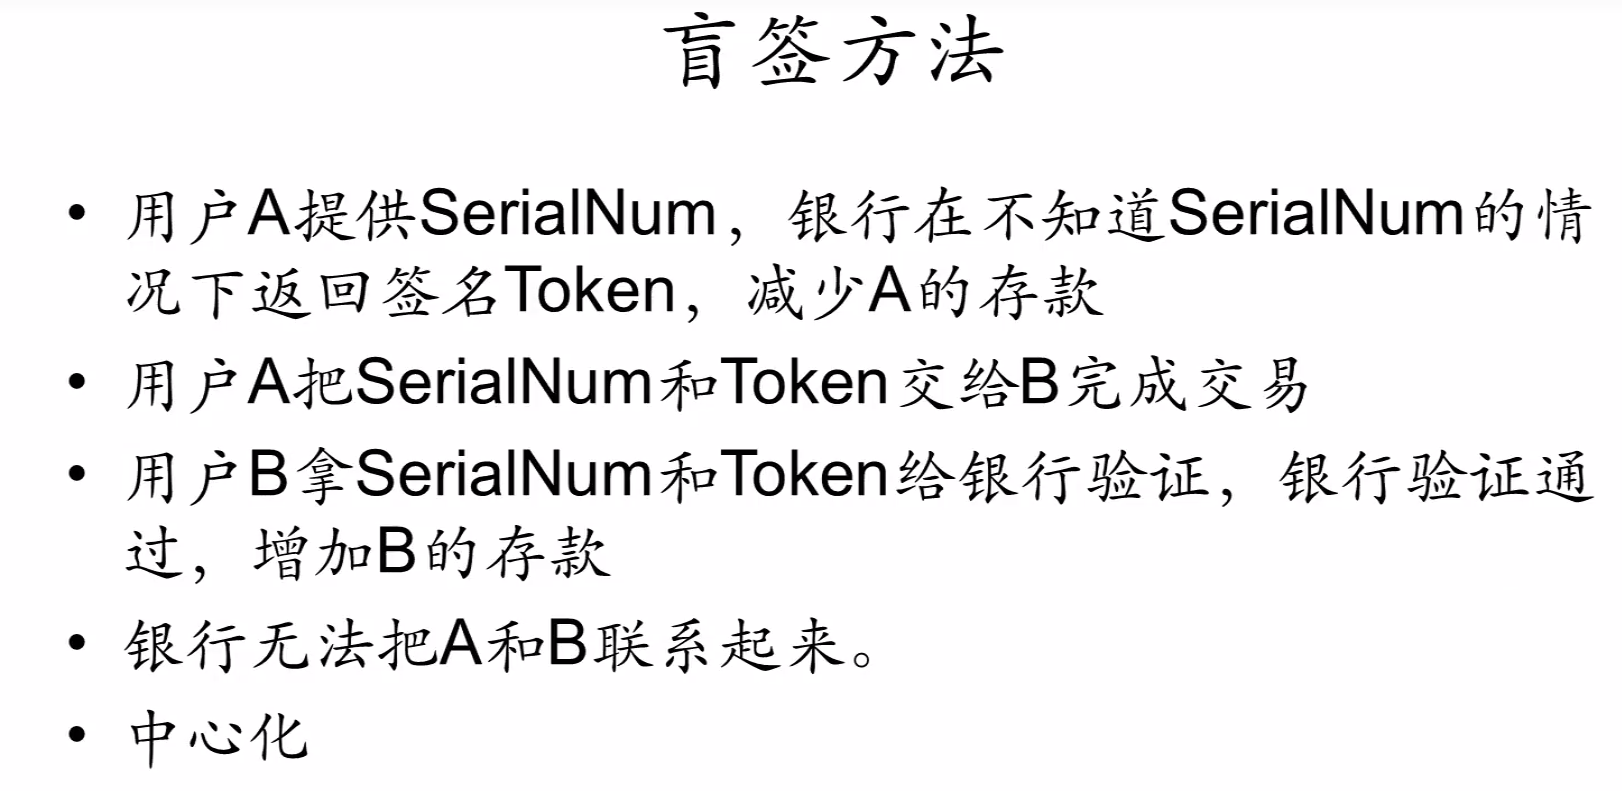 盲签方法
• 用户A提供SerialNum，银行在不知道SerialNum的情
况下返回签名Token，减少A的存款
• 用户A把SerialNum和Token交给B完成交易
• 用户B拿SerialNum和Token给银行验证，银行验证通
过，增加B的存款
• 银行无法把A和B联系起来。
• 中心化